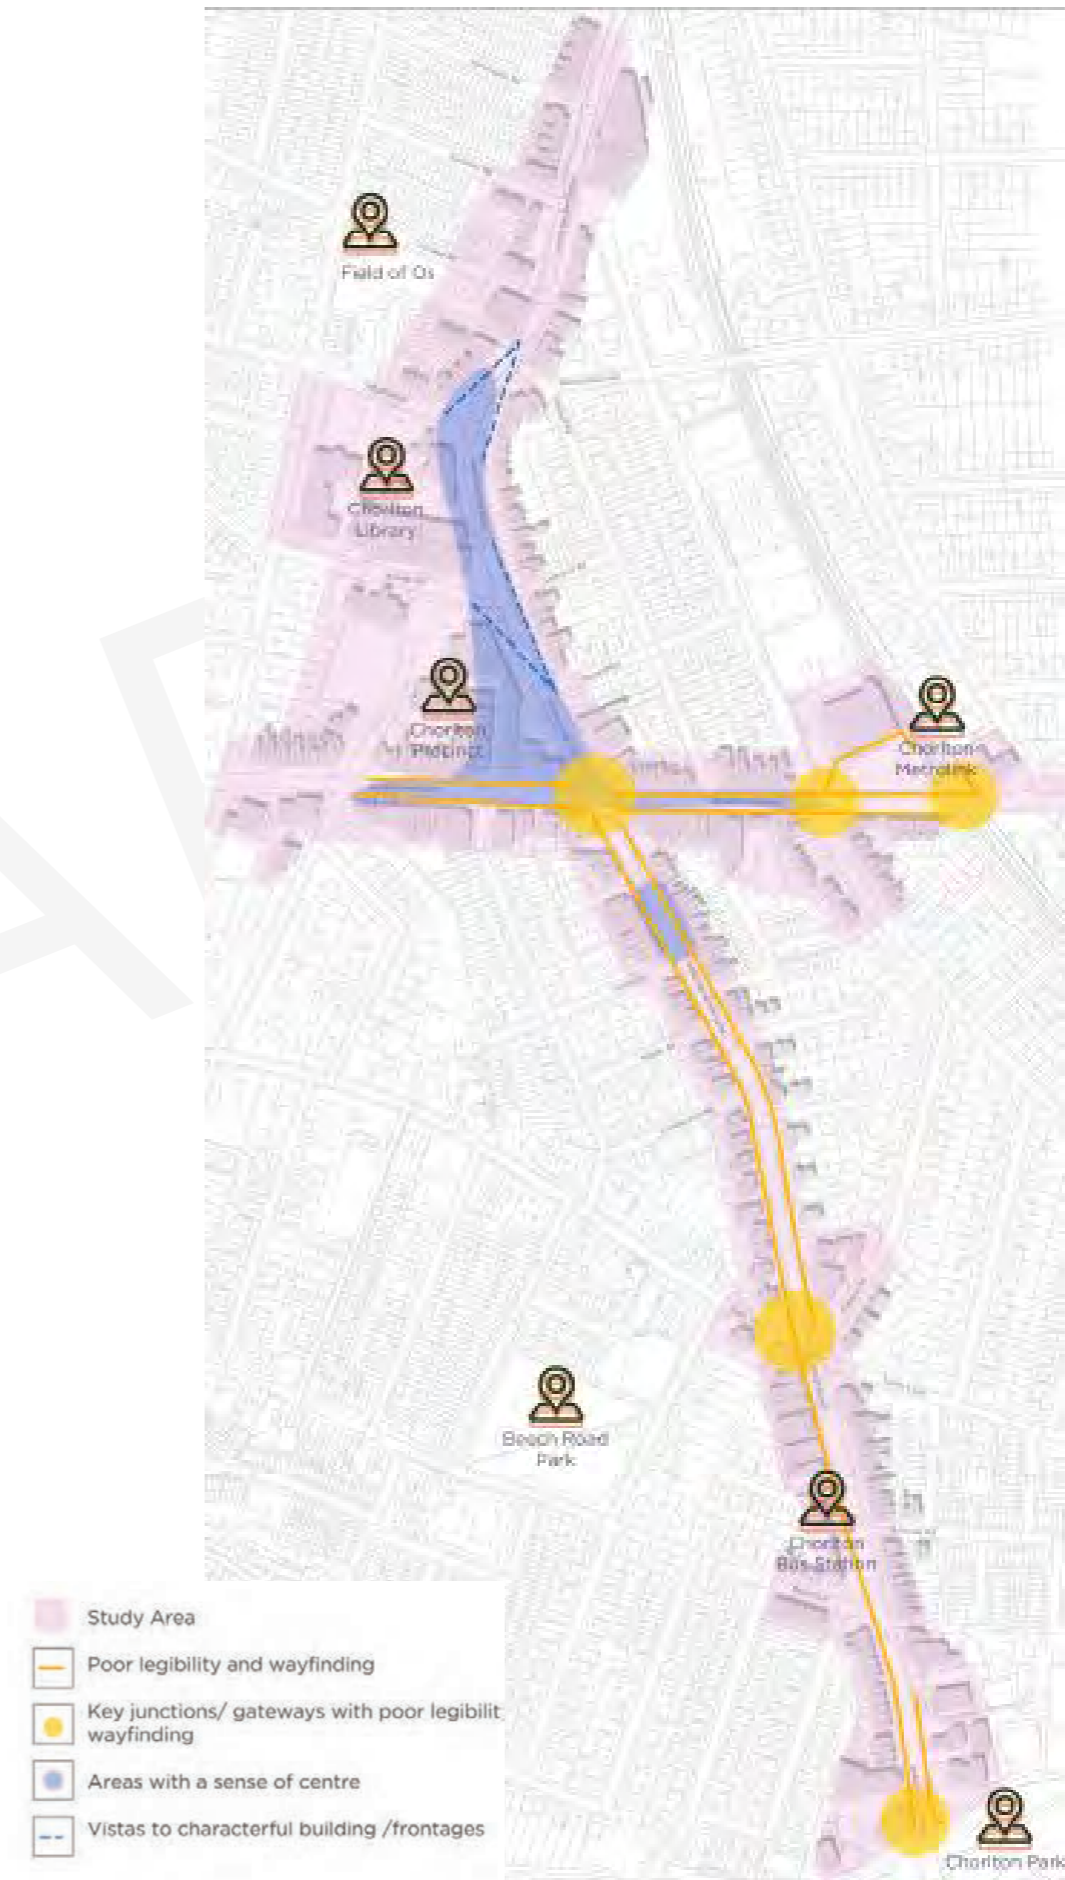 Field of Os
Chorlton
Library
Chorlton
Precinct
Chorlton
Metrolink
Beech Road
Park
Chorlton
Bus Station
Chorlton Park
Study Area
Poor legibility and wayfinding
Key junctions/ gateways with poor legibilit
wayfinding
Areas with a sense of centre
Vistas to characterful building /frontages